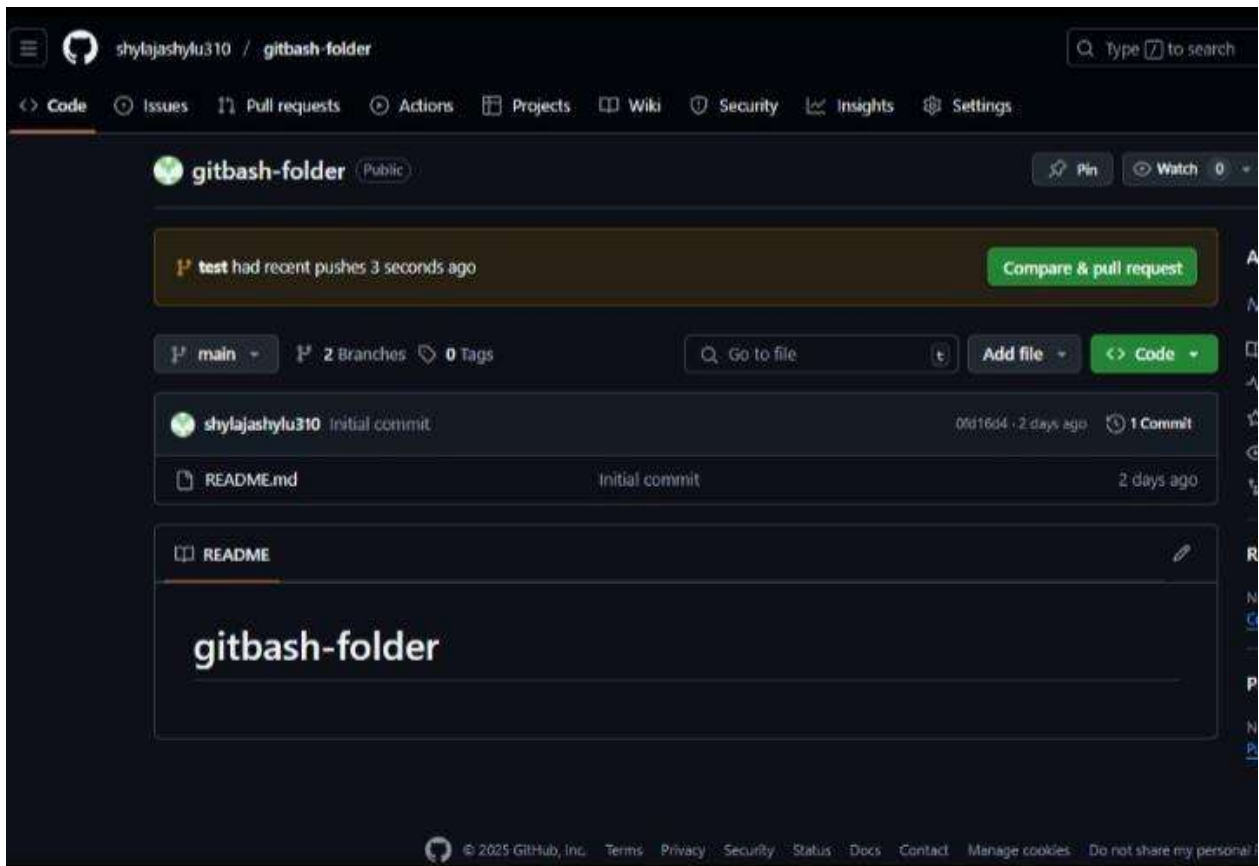 shylajashylu310 / gitbash-folder
Type / to search
Code Issues Pull requests Actions Projects Wiki Security Insights Settings
gitbash-folder Public
Pin Watch 0
test had recent pushes 3 seconds ago
Compare & pull request
main 2 Branches 0 Tags Go to file t Add file Code
shylajashylu310 Initial commit 2 days ago 1 Commit
README.md Initial commit 2 days ago
README
gitbash-folder
© 2025 GitHub, Inc. Terms Privacy Security Status Docs Contact Manage cookies Do not share my personal